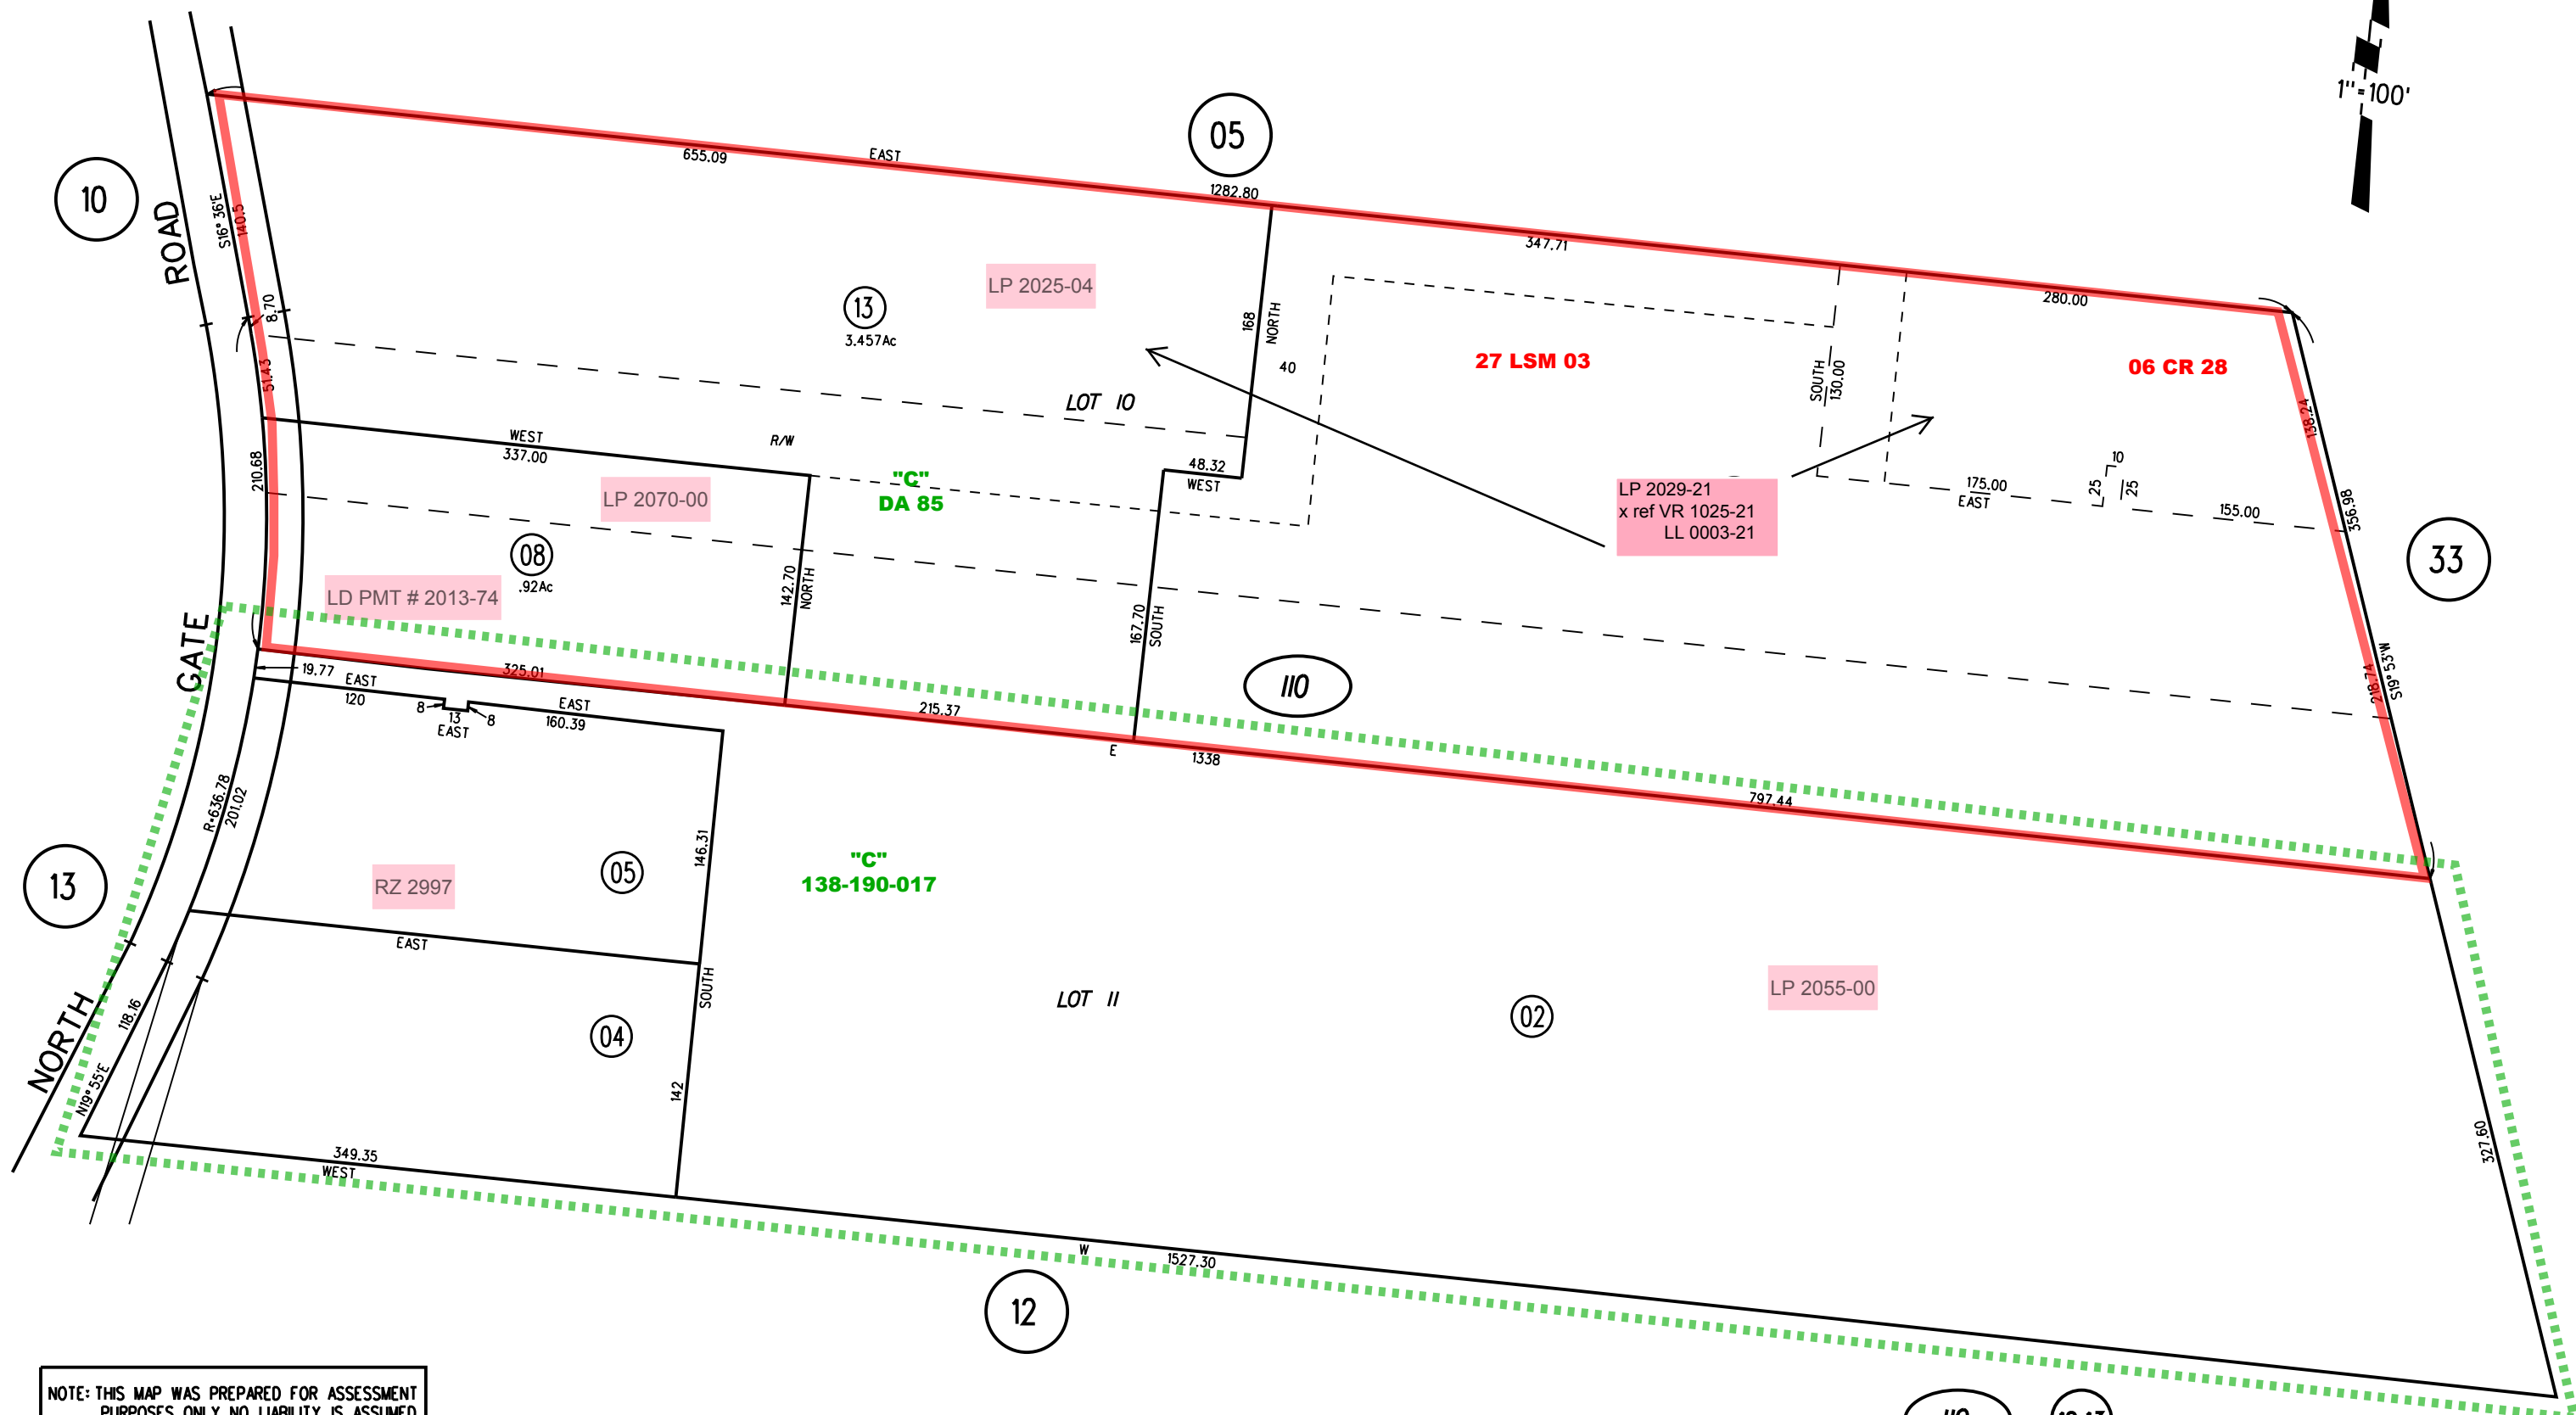 1"=100'
05
10
ROAD
655.09
EAST
1282.80
S16°36'E
140.5
347.71
280.00
LP 2025-04
13
3.457Ac
8.70
168
NORTH
40
27 LSM 03
SOUTH
130.00
06 CR 28
51.43
LOT 10
138.24
WEST
337.00
R/W
210.68
48.32
WEST
"C"
DA 85
LP 2070-00
LP 2029-21
x ref VR 1025-21
LL 0003-21
175.00
EAST
10
25
25
155.00
356.98
33
08
.92Ac
LD PMT # 2013-74
142.70
NORTH
167.70
SOUTH
GATE
110
S19°53'W
218.74
19.77
EAST
120
325.01
8
13
8
EAST
EAST
160.39
215.37
E
1338
797.44
R=636.78
201.02
146.31
"C"
138-190-017
05
RZ 2997
13
EAST
SOUTH
LOT 11
LP 2055-00
02
04
NORTH
118.16
N19°55'E
142
327.60
349.35
WEST
W
1527.30
12
NOTE: THIS MAP WAS PREPARED FOR ASSESSMENT
PURPOSES ONLY. NO LIABILITY IS ASSUMED